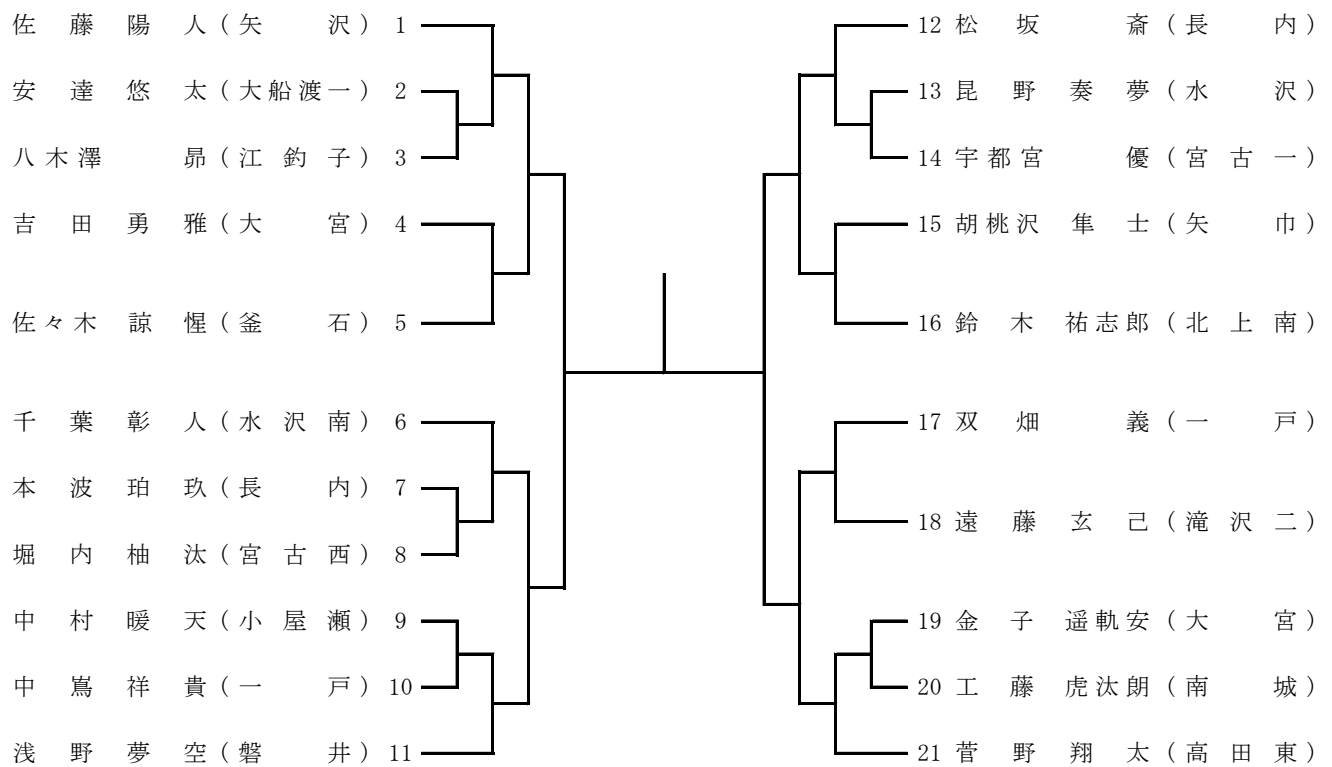 佐藤陽人(矢沢) 1
安達悠太(大船渡一) 2
八木澤昴(江釣子) 3
吉田勇雅(大宮) 4
佐々木諒惺(釜石) 5
千葉彰人(水沢南) 6
本波珀玖(長内) 7
堀内柚汰(宮古西) 8
中村暖天(小屋瀬) 9
中嶌祥貴(一戸) 10
浅野夢空(磐井) 11
12 松坂斎(長内)
13 昆野奏夢(水沢)
14 宇都宮優(宮古一)
15 胡桃沢隼士(矢巾)
16 鈴木祐志郎(北上南)
17 双畑義(一戸)
18 遠藤玄己(滝沢二)
19 金子遥軌安(大宮)
20 工藤虎汰朗(南城)
21 菅野翔太(高田東)